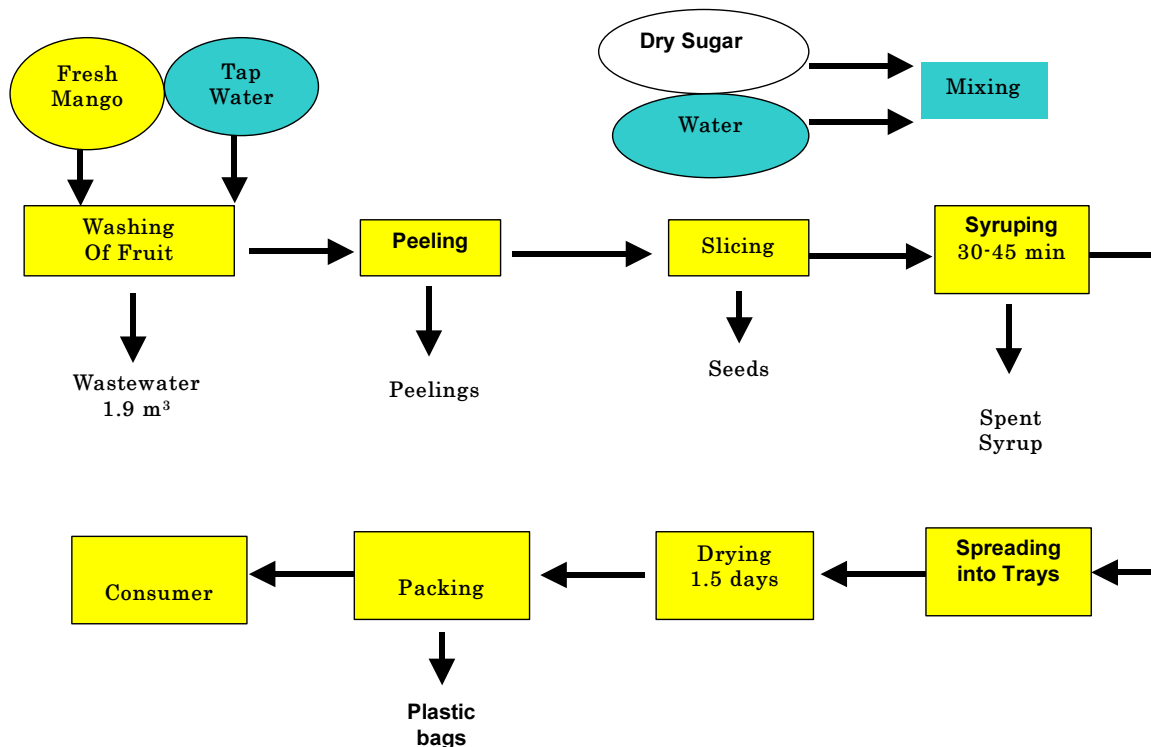 Fresh
Mango
Tap
Water
Dry Sugar
Water
Mixing
Washing
Of Fruit
Peeling
Slicing
Syruping
30-45 min
Wastewater
1.9 m³
Peelings
Seeds
Spent
Syrup
Consumer
Packing
Drying
1.5 days
Spreading
into Trays
Plastic
bags